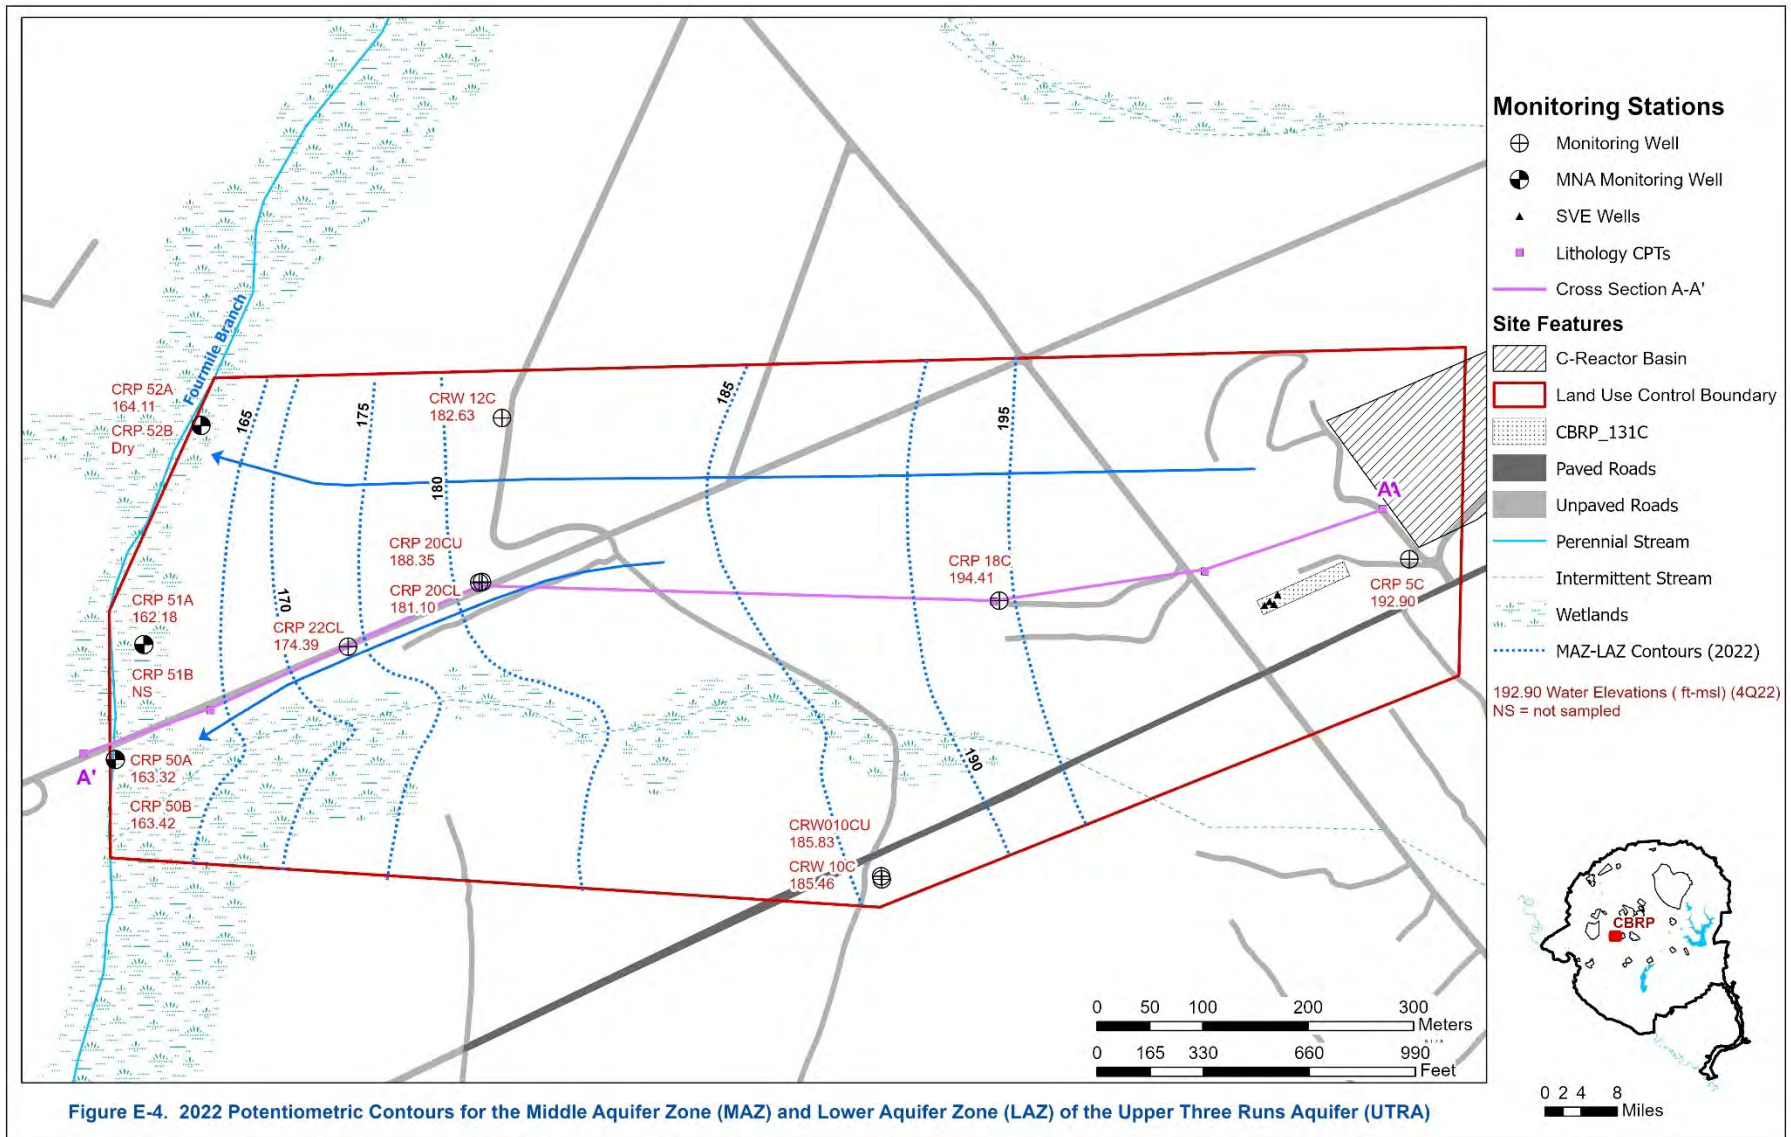 Fourmile Branch
CRP 52A
164.11
CRP 52B
Dry
165
175
CRW 12C
182.63
185
195
180
A
CRP 20CU
188.35
CRP 20CL
181.10
CRP 18C
194.41
CRP 5C
192.90
CRP 51A
162.18
170
CRP 22CL
174.39
CRP 51B
NS
190
A'
CRP 50A
163.32
CRP 50B
163.42
CRW010CU
185.83
CRW 10C
185.46
0 50 100 200 300
Meters
0 165 330 660 990
Feet
Monitoring Stations
Monitoring Well
MNA Monitoring Well
SVE Wells
Lithology CPTs
Cross Section A-A'
Site Features
C-Reactor Basin
Land Use Control Boundary
CBRP_131C
Paved Roads
Unpaved Roads
Perennial Stream
Intermittent Stream
Wetlands
MAZ-LAZ Contours (2022)
192.90 Water Elevations ( ft-msl) (4Q22)
NS = not sampled
CBRP
0 2 4 8
Miles
Figure E-4. 2022 Potentiometric Contours for the Middle Aquifer Zone (MAZ) and Lower Aquifer Zone (LAZ) of the Upper Three Runs Aquifer (UTRA)